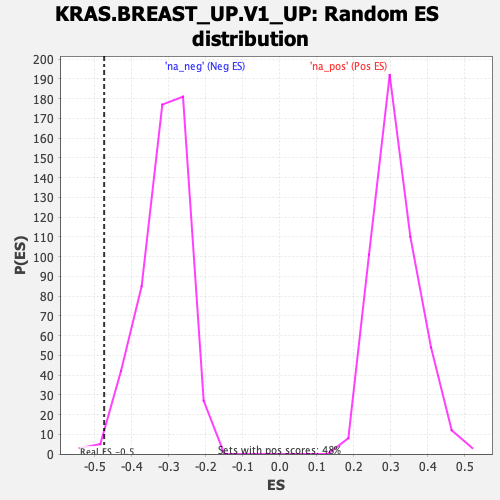 KRAS.BREAST_UP.V1_UP: Random ES
distribution
'na_neg' (Neg ES) 'na_pos' (Pos ES)
200
190
180
170
160
150
140
130
120
110
100
90
80
70
60
50
40
30
20
10
0
P(ES)
Real ES -0.5
Sets with pos scores: 48%
-0.5 -0.4 -0.3 -0.2 -0.1 0.0 0.1 0.2 0.3 0.4 0.5
ES